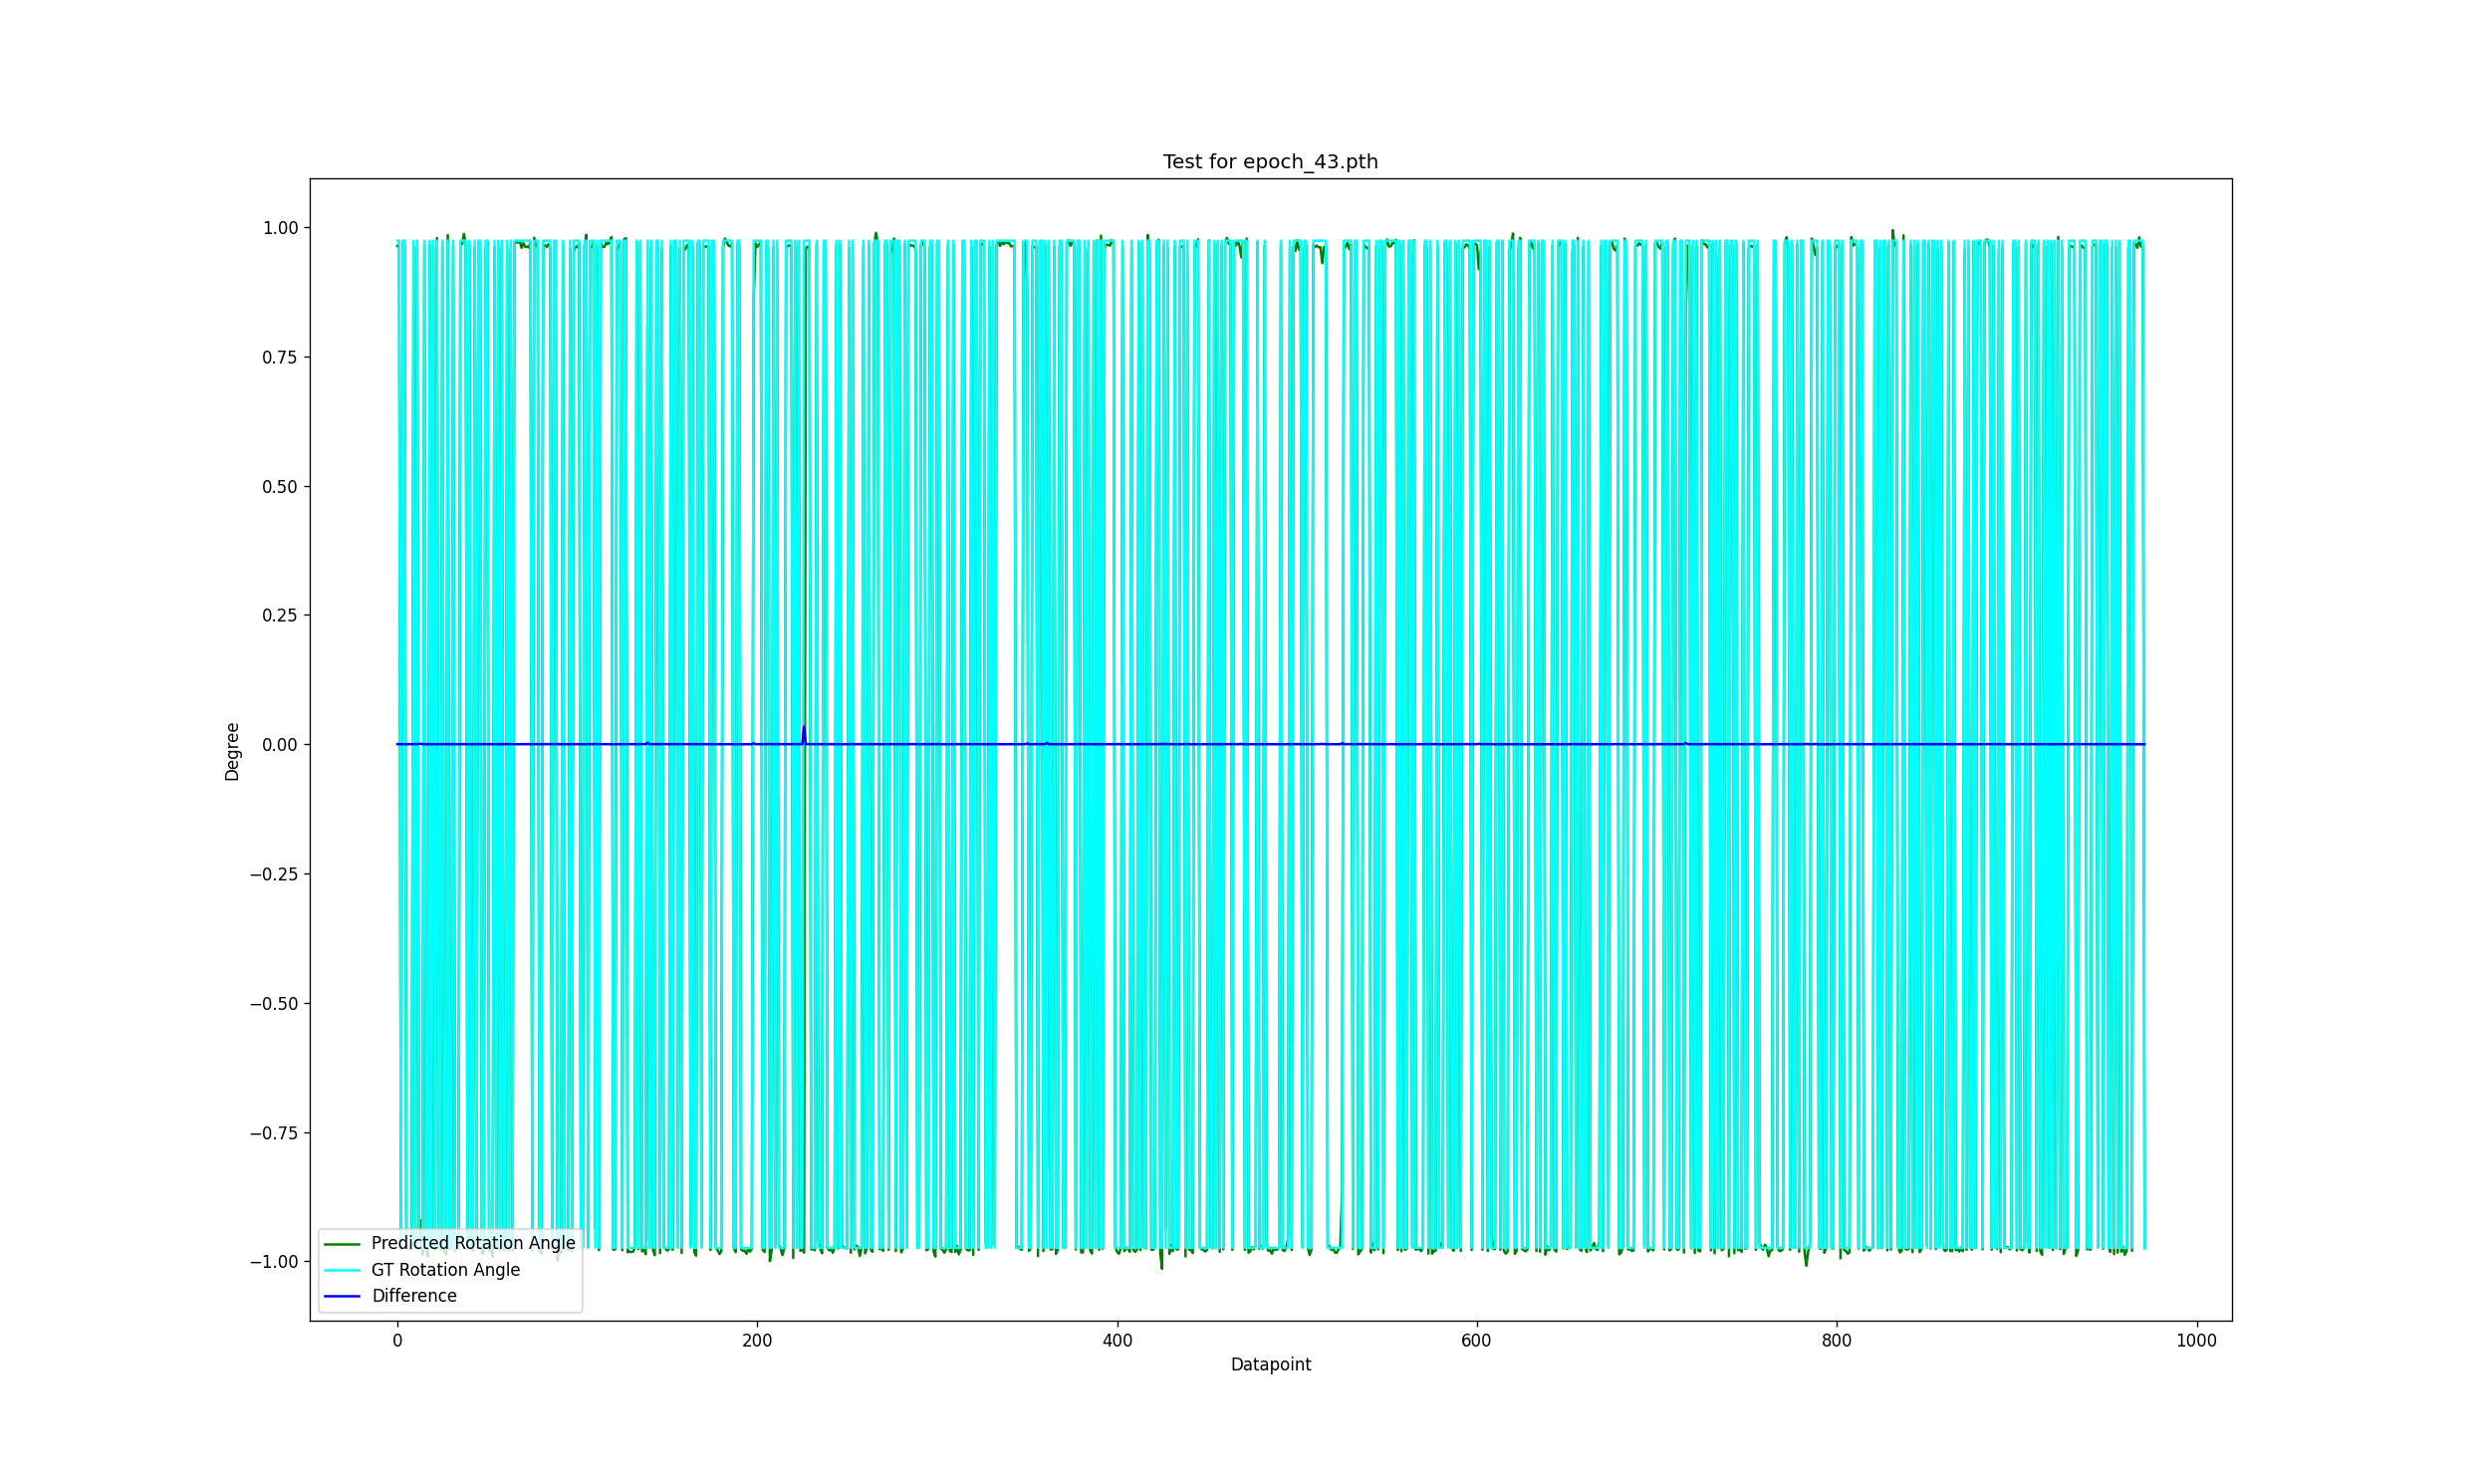 Test for epoch_43.pth
1.00
0.75
0.50
0.25
0.00
−0.25
−0.50
−0.75
−1.00
Degree
Predicted Rotation Angle
GT Rotation Angle
Difference
0 200 400 600 800 1000
Datapoint